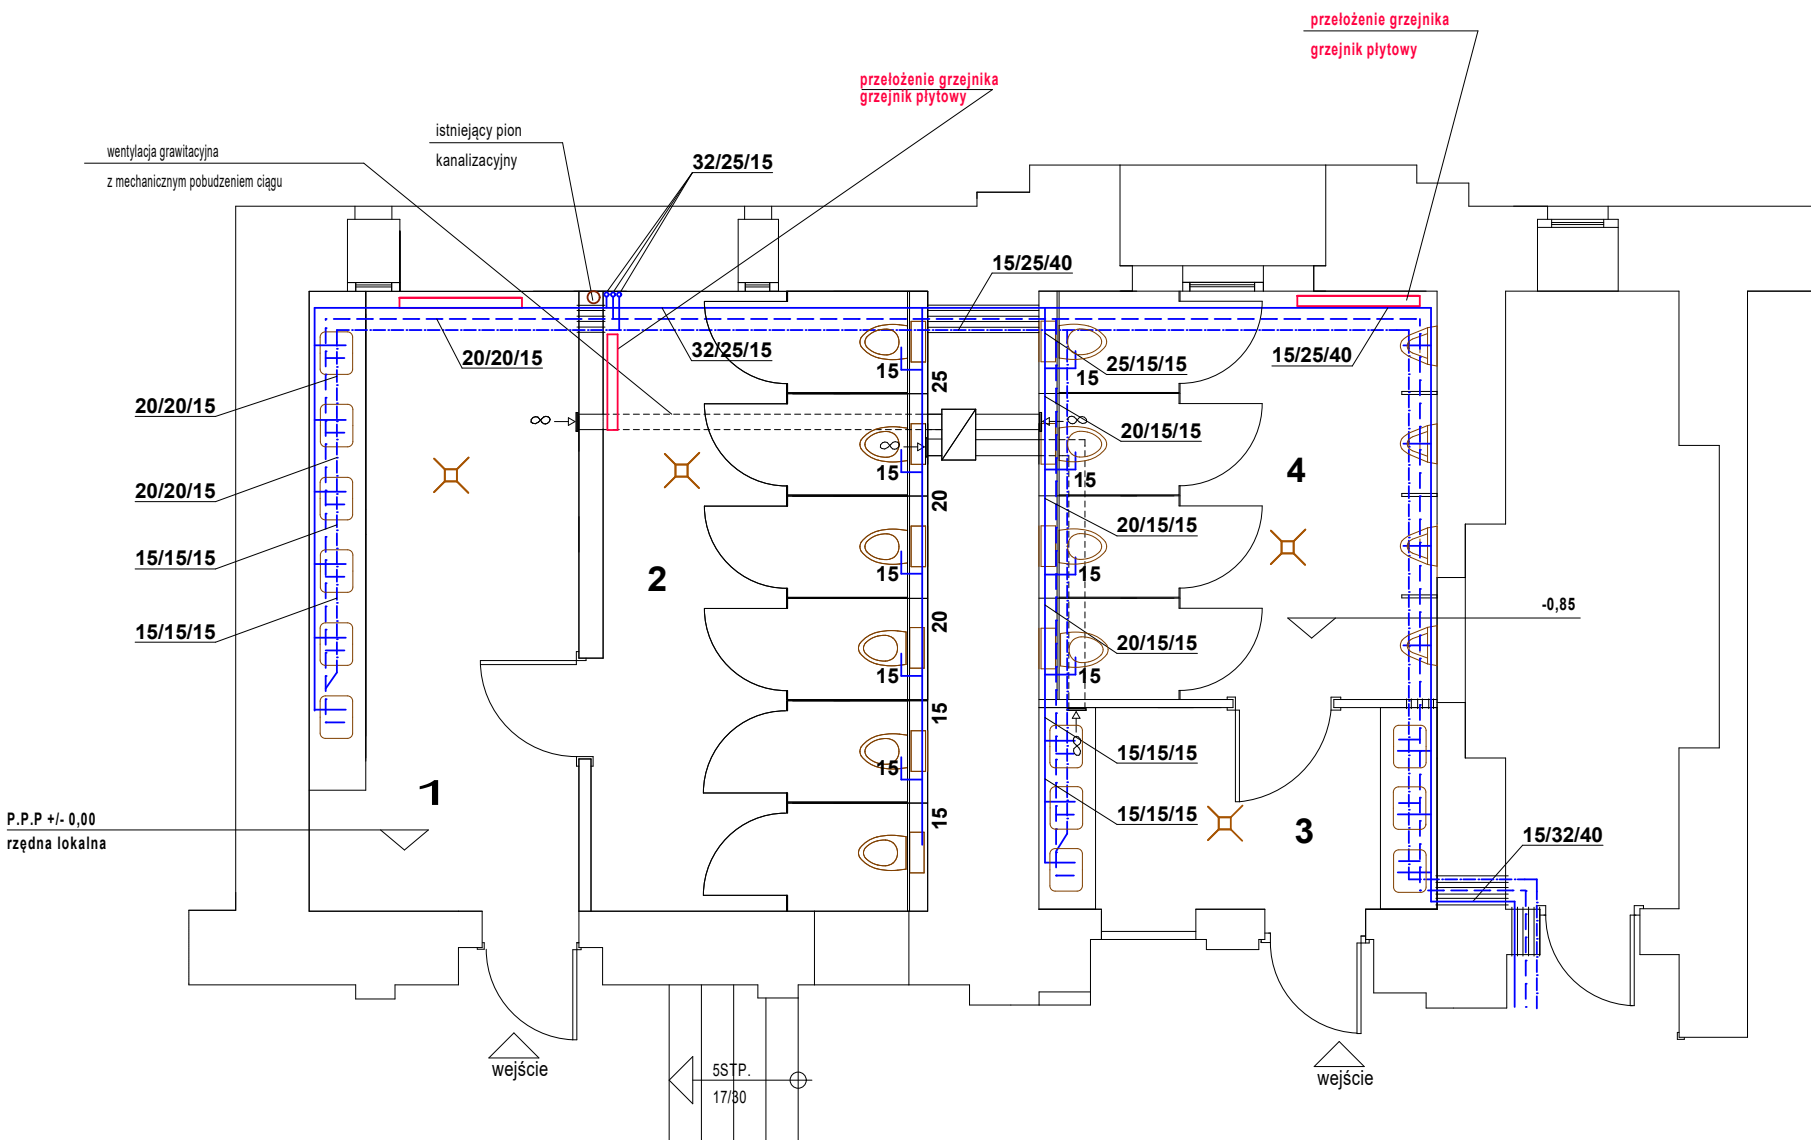 przełożenie grzejnika
grzejnik płytowy
przełożenie grzejnika
grzejnik płytowy
istniejący pion
kanalizacyjny
wentylacja grawitacyjna
z mechanicznym pobudzeniem ciągu
32/25/15
15/25/40
20/20/15
32/25/15
25/15/15
15/25/40
15
25
15
20/20/15
20/15/15
15
15
4
20/20/15
20
20/15/15
15/15/15
15
15
2
-0,85
15/15/15
20
20/15/15
15
15
15
15/15/15
15
1
15/15/15
15
3
P.P.P +/- 0,00
rzędna lokalna
15/32/40
wejście
5STP.
17/30
wejście